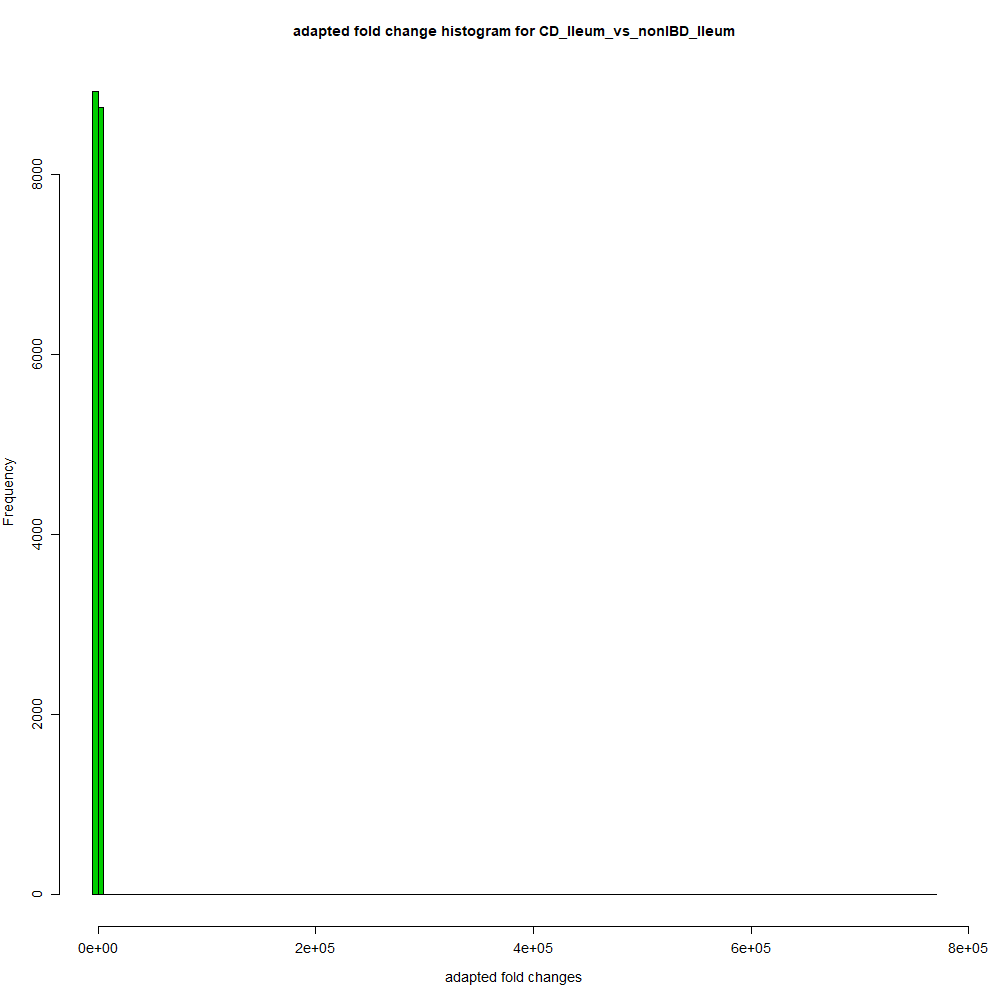 adapted fold change histogram for CD_Ileum_vs_nonIBD_Ileum
8000
6000
4000
2000
0
Frequency
0e+00 2e+05 4e+05 6e+05 8e+05
adapted fold changes